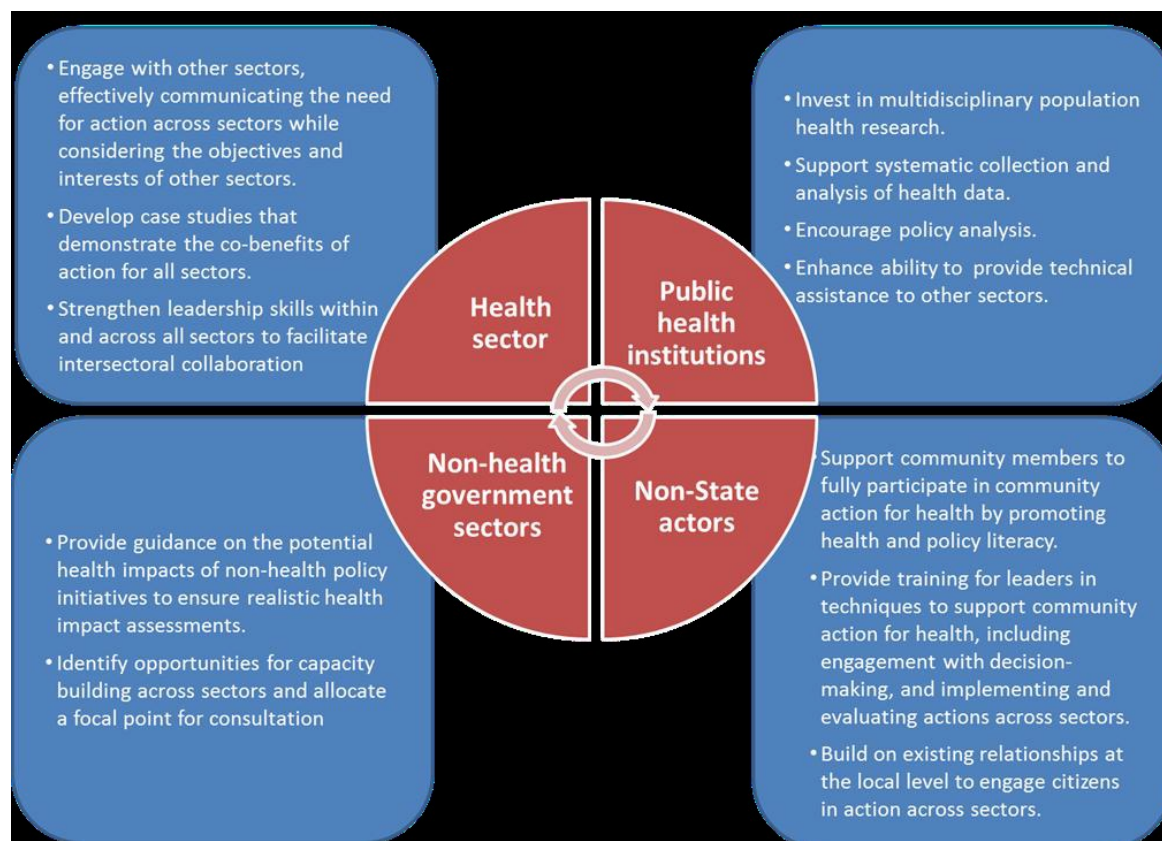 • Engage with other sectors,
effectively communicating the need
for action across sectors while
considering the objectives and
interests of other sectors.
• Develop case studies that
demonstrate the co-benefits of
action for all sectors.
• Strengthen leadership skills within
and across all sectors to facilitate
intersectoral collaboration
• Invest in multidisciplinary population
health research.
• Support systematic collection and
analysis of health data.
• Encourage policy analysis.
• Enhance ability to provide technical
assistance to other sectors.
Health
sector
Public
health
institutions
Non-health
government
sectors
Non-State
actors
• Provide guidance on the potential
health impacts of non-health policy
initiatives to ensure realistic health
impact assessments.
• Identify opportunities for capacity
building across sectors and allocate
a focal point for consultation
• Support community members to
fully participate in community
action for health by promoting
health and policy literacy.
• Provide training for leaders in
techniques to support community
action for health, including
engagement with decision-
making, and implementing and
evaluating actions across sectors.
• Build on existing relationships at
the local level to engage citizens
in action across sectors.